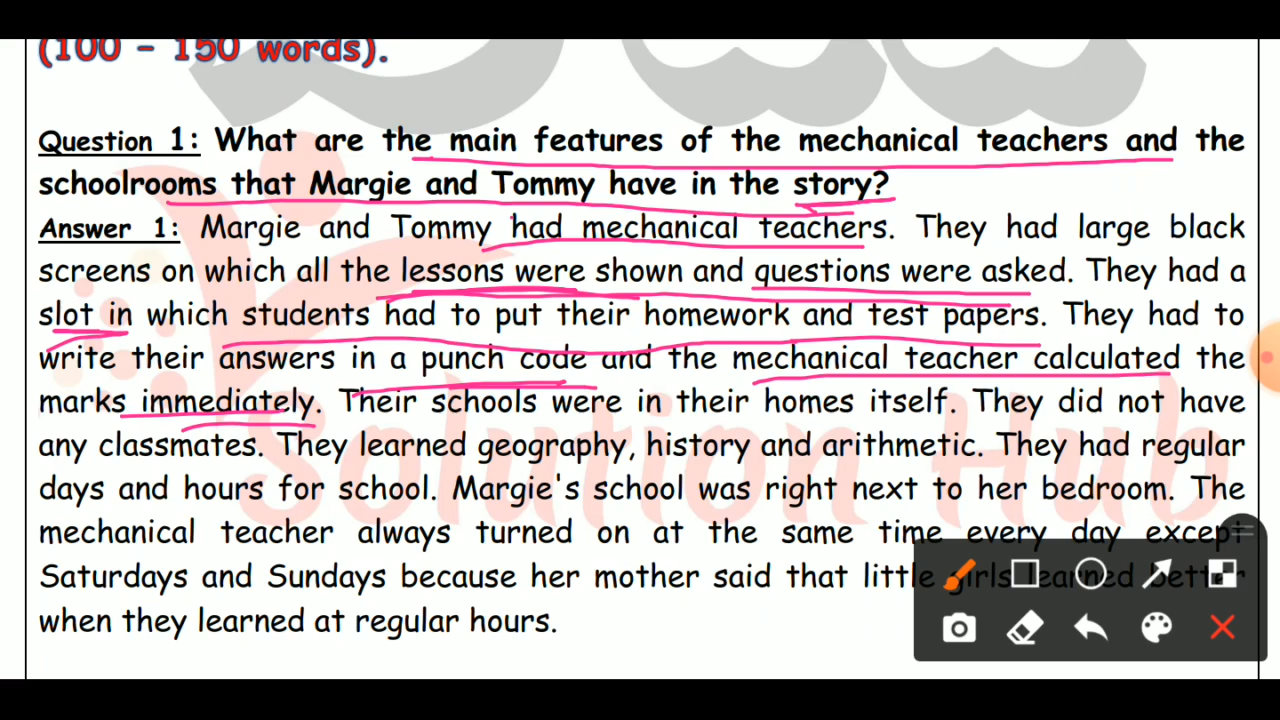 (100 – 150 words).
Question 1: What are the main features of the mechanical teachers and the
schoolrooms that Margie and Tommy have in the story?
Answer 1: Margie and Tommy had mechanical teachers. They had large black
screens on which all the lessons were shown and questions were asked. They had a
slot in which students had to put their homework and test papers. They had to
write their answers in a punch code and the mechanical teacher calculated the
marks immediately. Their schools were in their homes itself. They did not have
any classmates. They learned geography, history and arithmetic. They had regular
days and hours for school. Margie's school was right next to her bedroom. The
mechanical teacher always turned on at the same time every day except
Saturdays and Sundays because her mother said that little girls learned better
when they learned at regular hours.
Solution Hub